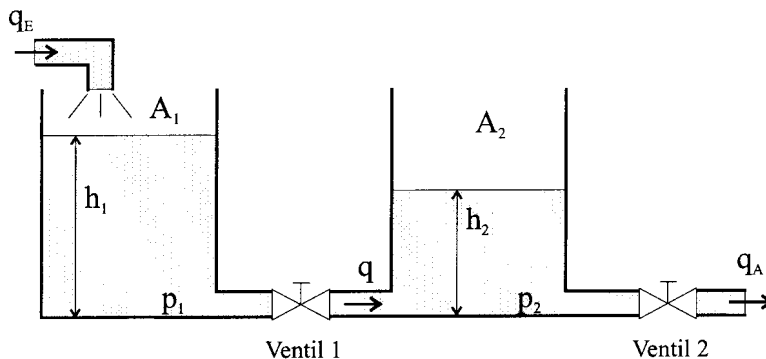 q_E
A_1
A_2
h_1
h_2
q
q_A
p_1
p_2
Ventil 1
Ventil 2